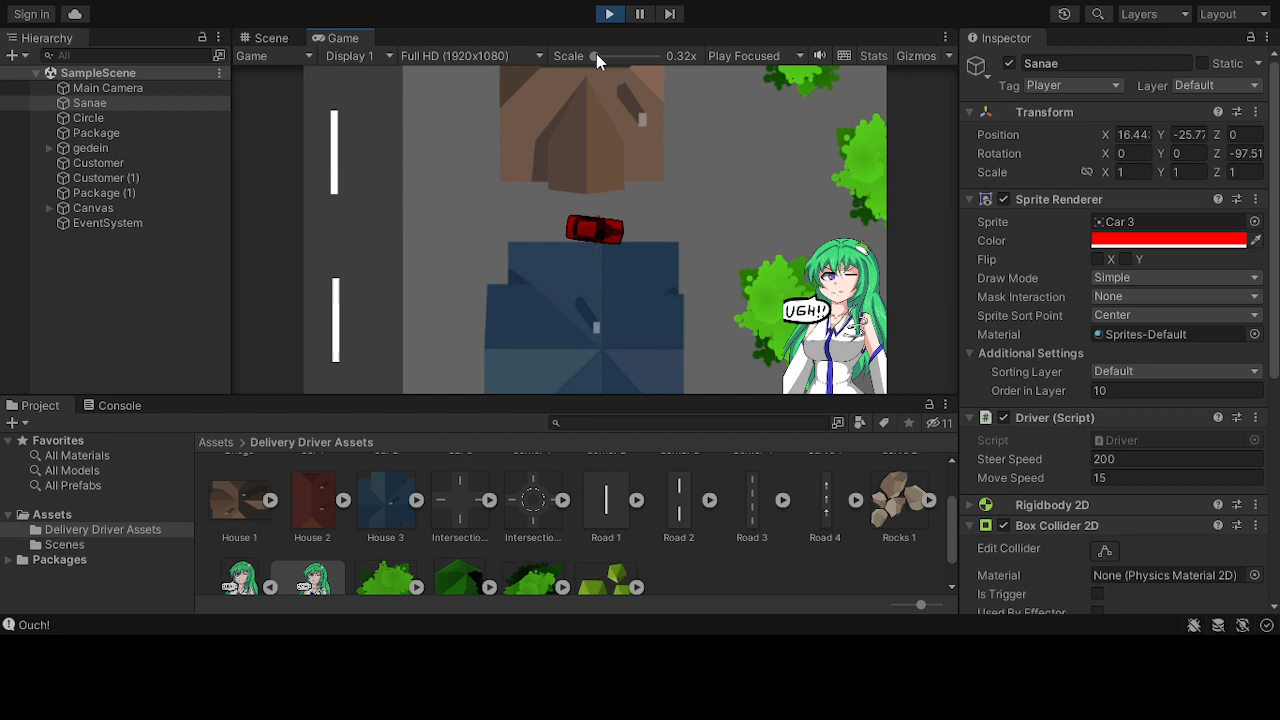 Sign in
Layers
Layout
Hierarchy
Scene
Game
Inspector
All
Game
Display 1
Full HD (1920x1080)
Scale
0.32x
Play Focused
Stats
Gizmos
SampleScene
Main Camera
Sanae
Circle
Package
gedein
Customer
Customer (1)
Package (1)
Canvas
EventSystem
UGH!!
Sanae
Static
Tag
Player
Layer
Default
Transform
Position
X
16.44
Y
-25.77
Z
0
Rotation
X
0
Y
0
Z
-97.51
Scale
X
1
Y
1
Z
1
Sprite Renderer
Sprite
Car 3
Color
Flip
X
Y
Draw Mode
Simple
Mask Interaction
None
Sprite Sort Point
Center
Material
Sprites-Default
Additional Settings
Sorting Layer
Default
Order in Layer
10
Driver (Script)
Script
Driver
Steer Speed
200
Move Speed
15
Rigidbody 2D
Box Collider 2D
Edit Collider
Material
None (Physics Material 2D)
Is Trigger
Used By Effector
Project
Console
11
Favorites
All Materials
All Models
All Prefabs
Assets
Delivery Driver Assets
Scenes
Packages
Assets > Delivery Driver Assets
House 1
House 2
House 3
Intersectio...
Intersectio...
Road 1
Road 2
Road 3
Road 4
Rocks 1
Ouch!